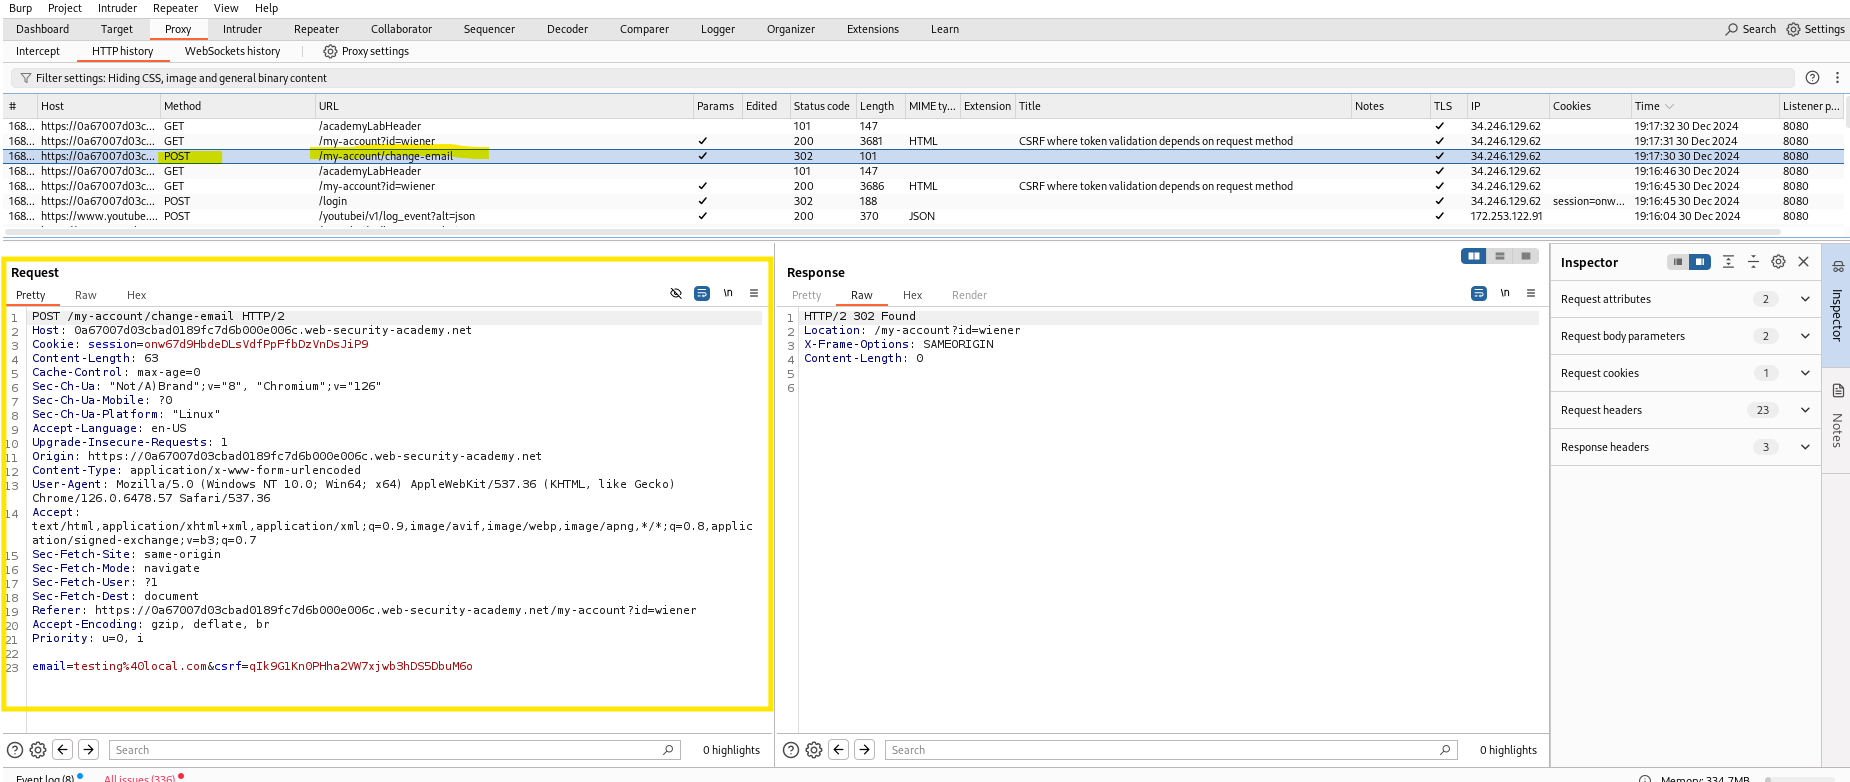 Burp Project Intruder Repeater View Help
Dashboard Target Proxy Intruder Repeater Collaborator Sequencer Decoder Comparer Logger Organizer Extensions Learn Search Settings
Intercept HTTP history WebSockets history Proxy settings
Filter settings: Hiding CSS, image and general binary content
# Host Method URL Params Edited Status code Length MIME ty... Extension Title Notes TLS IP Cookies Time Listener p...
168... https://0a67007d03c... GET /academyLabHeader 101 147 ✓ 34.246.129.62 19:17:32 30 Dec 2024 8080
168... https://0a67007d03c... GET /my-account?id=wiener ✓ 200 3681 HTML CSRF where token validation depends on request method ✓ 34.246.129.62 19:17:31 30 Dec 2024 8080
168... https://0a67007d03c... POST /my-account/change-email ✓ 302 101 ✓ 34.246.129.62 19:17:30 30 Dec 2024 8080
168... https://0a67007d03c... GET /academyLabHeader 101 147 ✓ 34.246.129.62 19:16:46 30 Dec 2024 8080
168... https://0a67007d03c... GET /my-account?id=wiener ✓ 200 3686 HTML CSRF where token validation depends on request method ✓ 34.246.129.62 19:16:45 30 Dec 2024 8080
168... https://0a67007d03c... POST /login ✓ 302 188 ✓ 34.246.129.62 session=onw... 19:16:45 30 Dec 2024 8080
168... https://www.youtube.... POST /youtubei/v1/log_event?alt=json ✓ 200 370 JSON ✓ 172.253.122.91 19:16:04 30 Dec 2024 8080
Request
Pretty Raw Hex \n
1 POST /my-account/change-email HTTP/2
2 Host: 0a67007d03cbad0189fc7d6b000e006c.web-security-academy.net
3 Cookie: session=onw67d9HbdeDLsVdfPpFfbDzVnDsJiP9
4 Content-Length: 63
5 Cache-Control: max-age=0
6 Sec-Ch-Ua: "Not/A)Brand";v="8", "Chromium";v="126"
7 Sec-Ch-Ua-Mobile: ?0
8 Sec-Ch-Ua-Platform: "Linux"
9 Accept-Language: en-US
10 Upgrade-Insecure-Requests: 1
11 Origin: https://0a67007d03cbad0189fc7d6b000e006c.web-security-academy.net
12 Content-Type: application/x-www-form-urlencoded
13 User-Agent: Mozilla/5.0 (Windows NT 10.0; Win64; x64) AppleWebKit/537.36 (KHTML, like Gecko)
Chrome/126.0.6478.57 Safari/537.36
14 Accept:
text/html,application/xhtml+xml,application/xml;q=0.9,image/avif,image/webp,image/apng,*/*;q=0.8,applic
ation/signed-exchange;v=b3;q=0.7
15 Sec-Fetch-Site: same-origin
16 Sec-Fetch-Mode: navigate
17 Sec-Fetch-User: ?1
18 Sec-Fetch-Dest: document
19 Referer: https://0a67007d03cbad0189fc7d6b000e006c.web-security-academy.net/my-account?id=wiener
20 Accept-Encoding: gzip, deflate, br
21 Priority: u=0, i
22
23 email=testing%40local.com&csrf=qIk9GlKn0PHha2VW7xjwb3hDS5DbuM6o
Search 0 highlights
Response
Pretty Raw Hex Render \n
1 HTTP/2 302 Found
2 Location: /my-account?id=wiener
3 X-Frame-Options: SAMEORIGIN
4 Content-Length: 0
5
6
Search 0 highlights
Inspector
Request attributes 2
Request body parameters 2
Request cookies 1
Request headers 23
Response headers 3
Inspector
Notes
Event log (8) All issues (336) Memory: 334.7MB